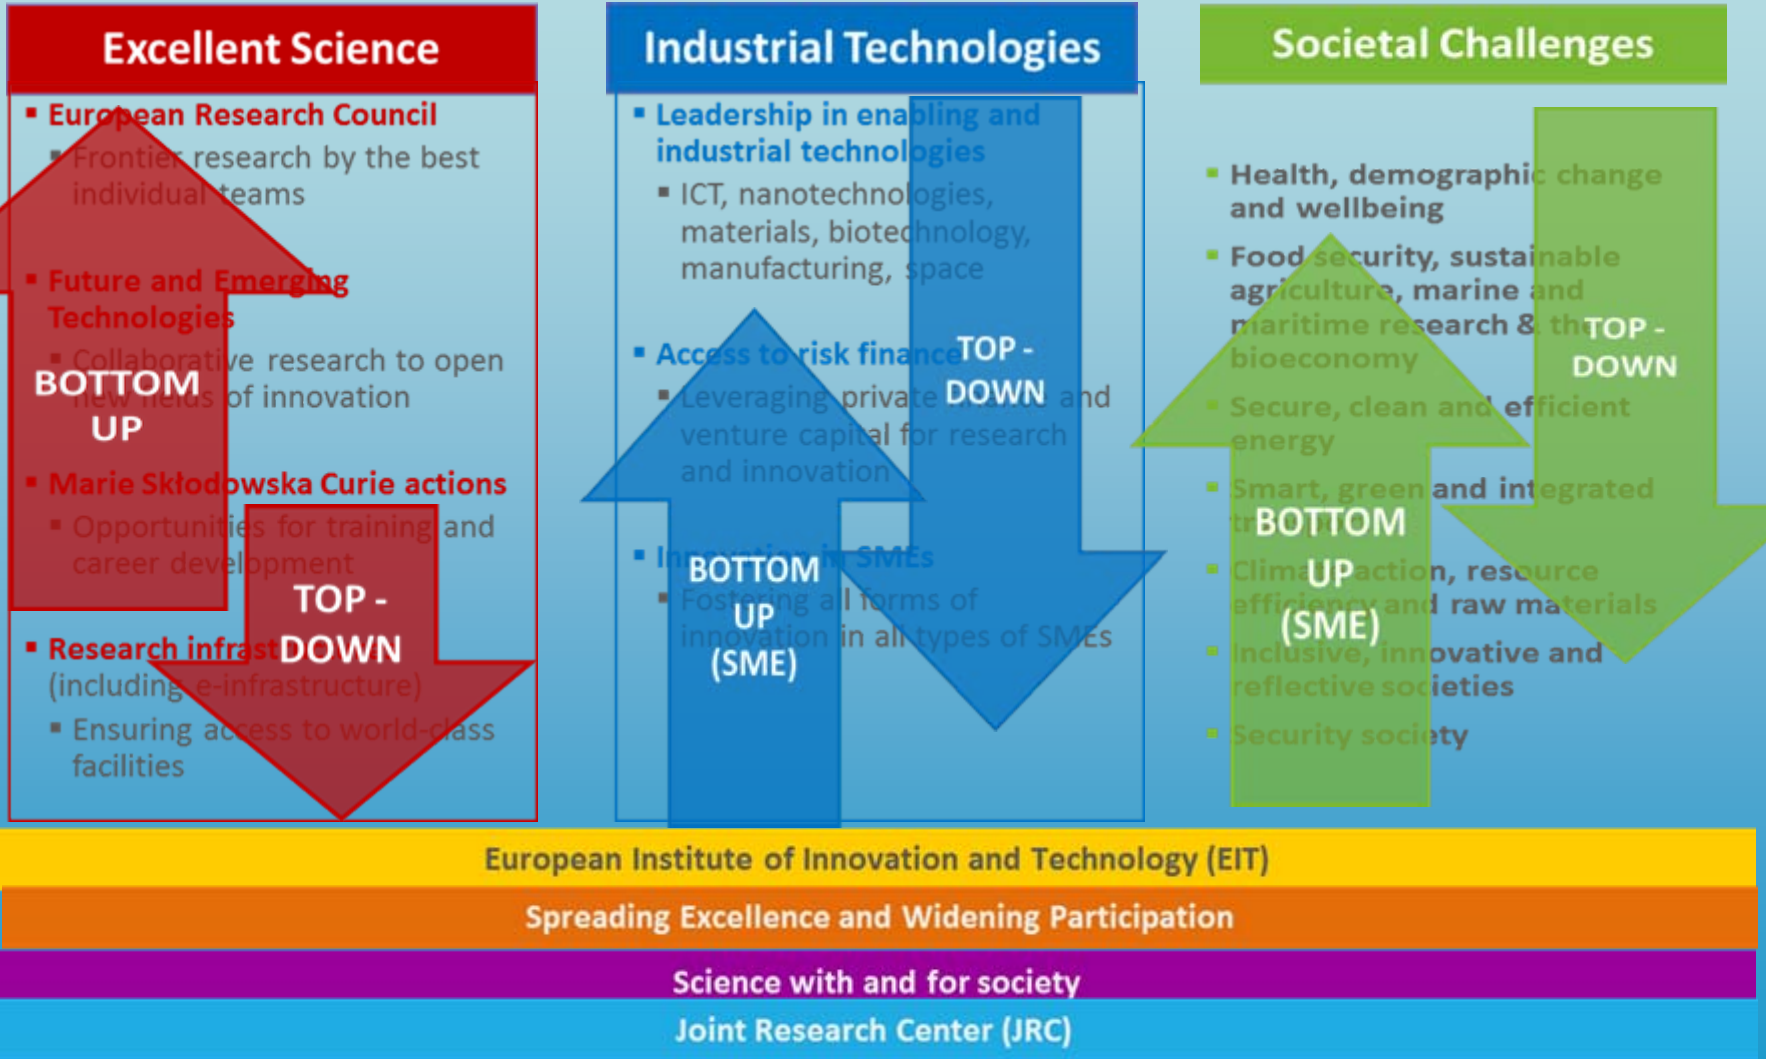 Excellent Science
▪ European Research Council
▪ Frontier research by the best
individual teams
▪ Future and Emerging
Technologies
▪ Collaborative research to open
new fields of innovation
▪ Marie Skłodowska Curie actions
▪ Opportunities for training and
career development
▪ Research
(including e-infrastructure)
▪ Ensuring access to world-class
facilities
BOTTOM
UP
TOP -
DOWN
Industrial Technologies
▪ Leadership in enabling and
industrial technologies
▪ ICT, nanotechnologies,
materials, biotechnology,
manufacturing, space
▪ Access to risk finance
▪ Leveraging private finance and
venture capital for research
and innovation
▪ Innovation in SMEs
▪ Fostering all forms of
innovation in all types of SMEs
TOP -
DOWN
BOTTOM
UP
(SME)
Societal Challenges
▪ Health, demographic change
and wellbeing
▪ Food security, sustainable
agriculture, marine and
maritime research & the
bioeconomy
▪ Secure, clean and efficient
energy
▪ Smart, green and integrated
▪ Climate action, resource
efficiency and raw materials
▪ Inclusive, innovative and
reflective societies
▪ Security society
TOP -
DOWN
BOTTOM
UP
(SME)
European Institute of Innovation and Technology (EIT)
Spreading Excellence and Widening Participation
Science with and for society
Joint Research Center (JRC)